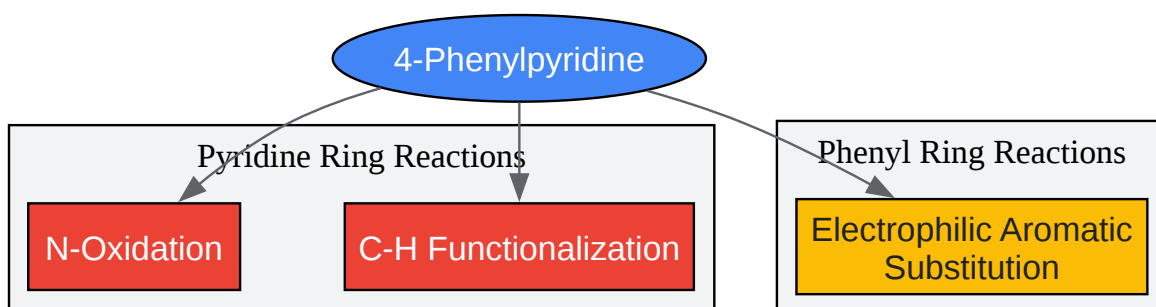 4-Phenylpyridine
Pyridine Ring Reactions
Phenyl Ring Reactions
N-Oxidation
C-H Functionalization
Electrophilic Aromatic
Substitution